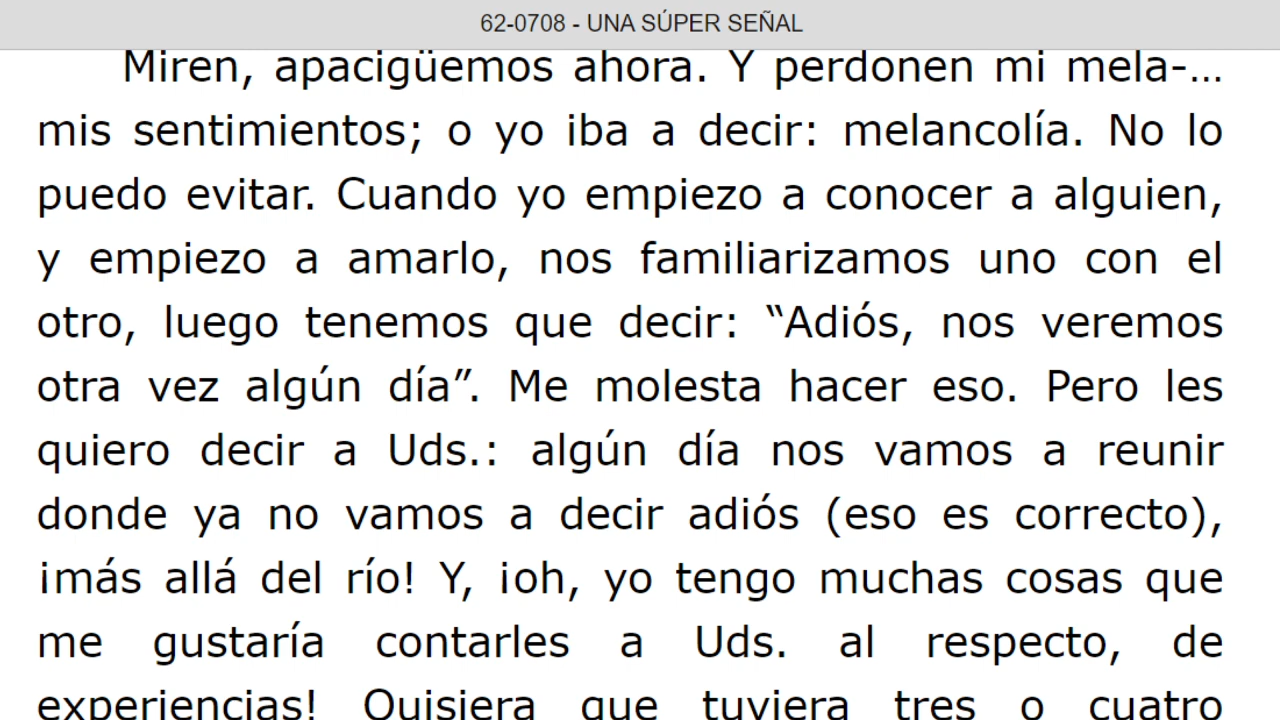 62-0708 - UNA SÚPER SEÑAL
Miren, apacigüemos ahora. Y perdonen mi mela-...
mis sentimientos; o yo iba a decir: melancolía. No lo
puedo evitar. Cuando yo empiezo a conocer a alguien,
y empiezo a amarlo, nos familiarizamos uno con el
otro, luego tenemos que decir: “Adiós, nos veremos
otra vez algún día”. Me molesta hacer eso. Pero les
quiero decir a Uds.: algún día nos vamos a reunir
donde ya no vamos a decir adiós (eso es correcto),
¡más allá del río! Y, ¡oh, yo tengo muchas cosas que
me gustaría contarles a Uds. al respecto, de
experiencias! Quisiera que tuviera tres o cuatro